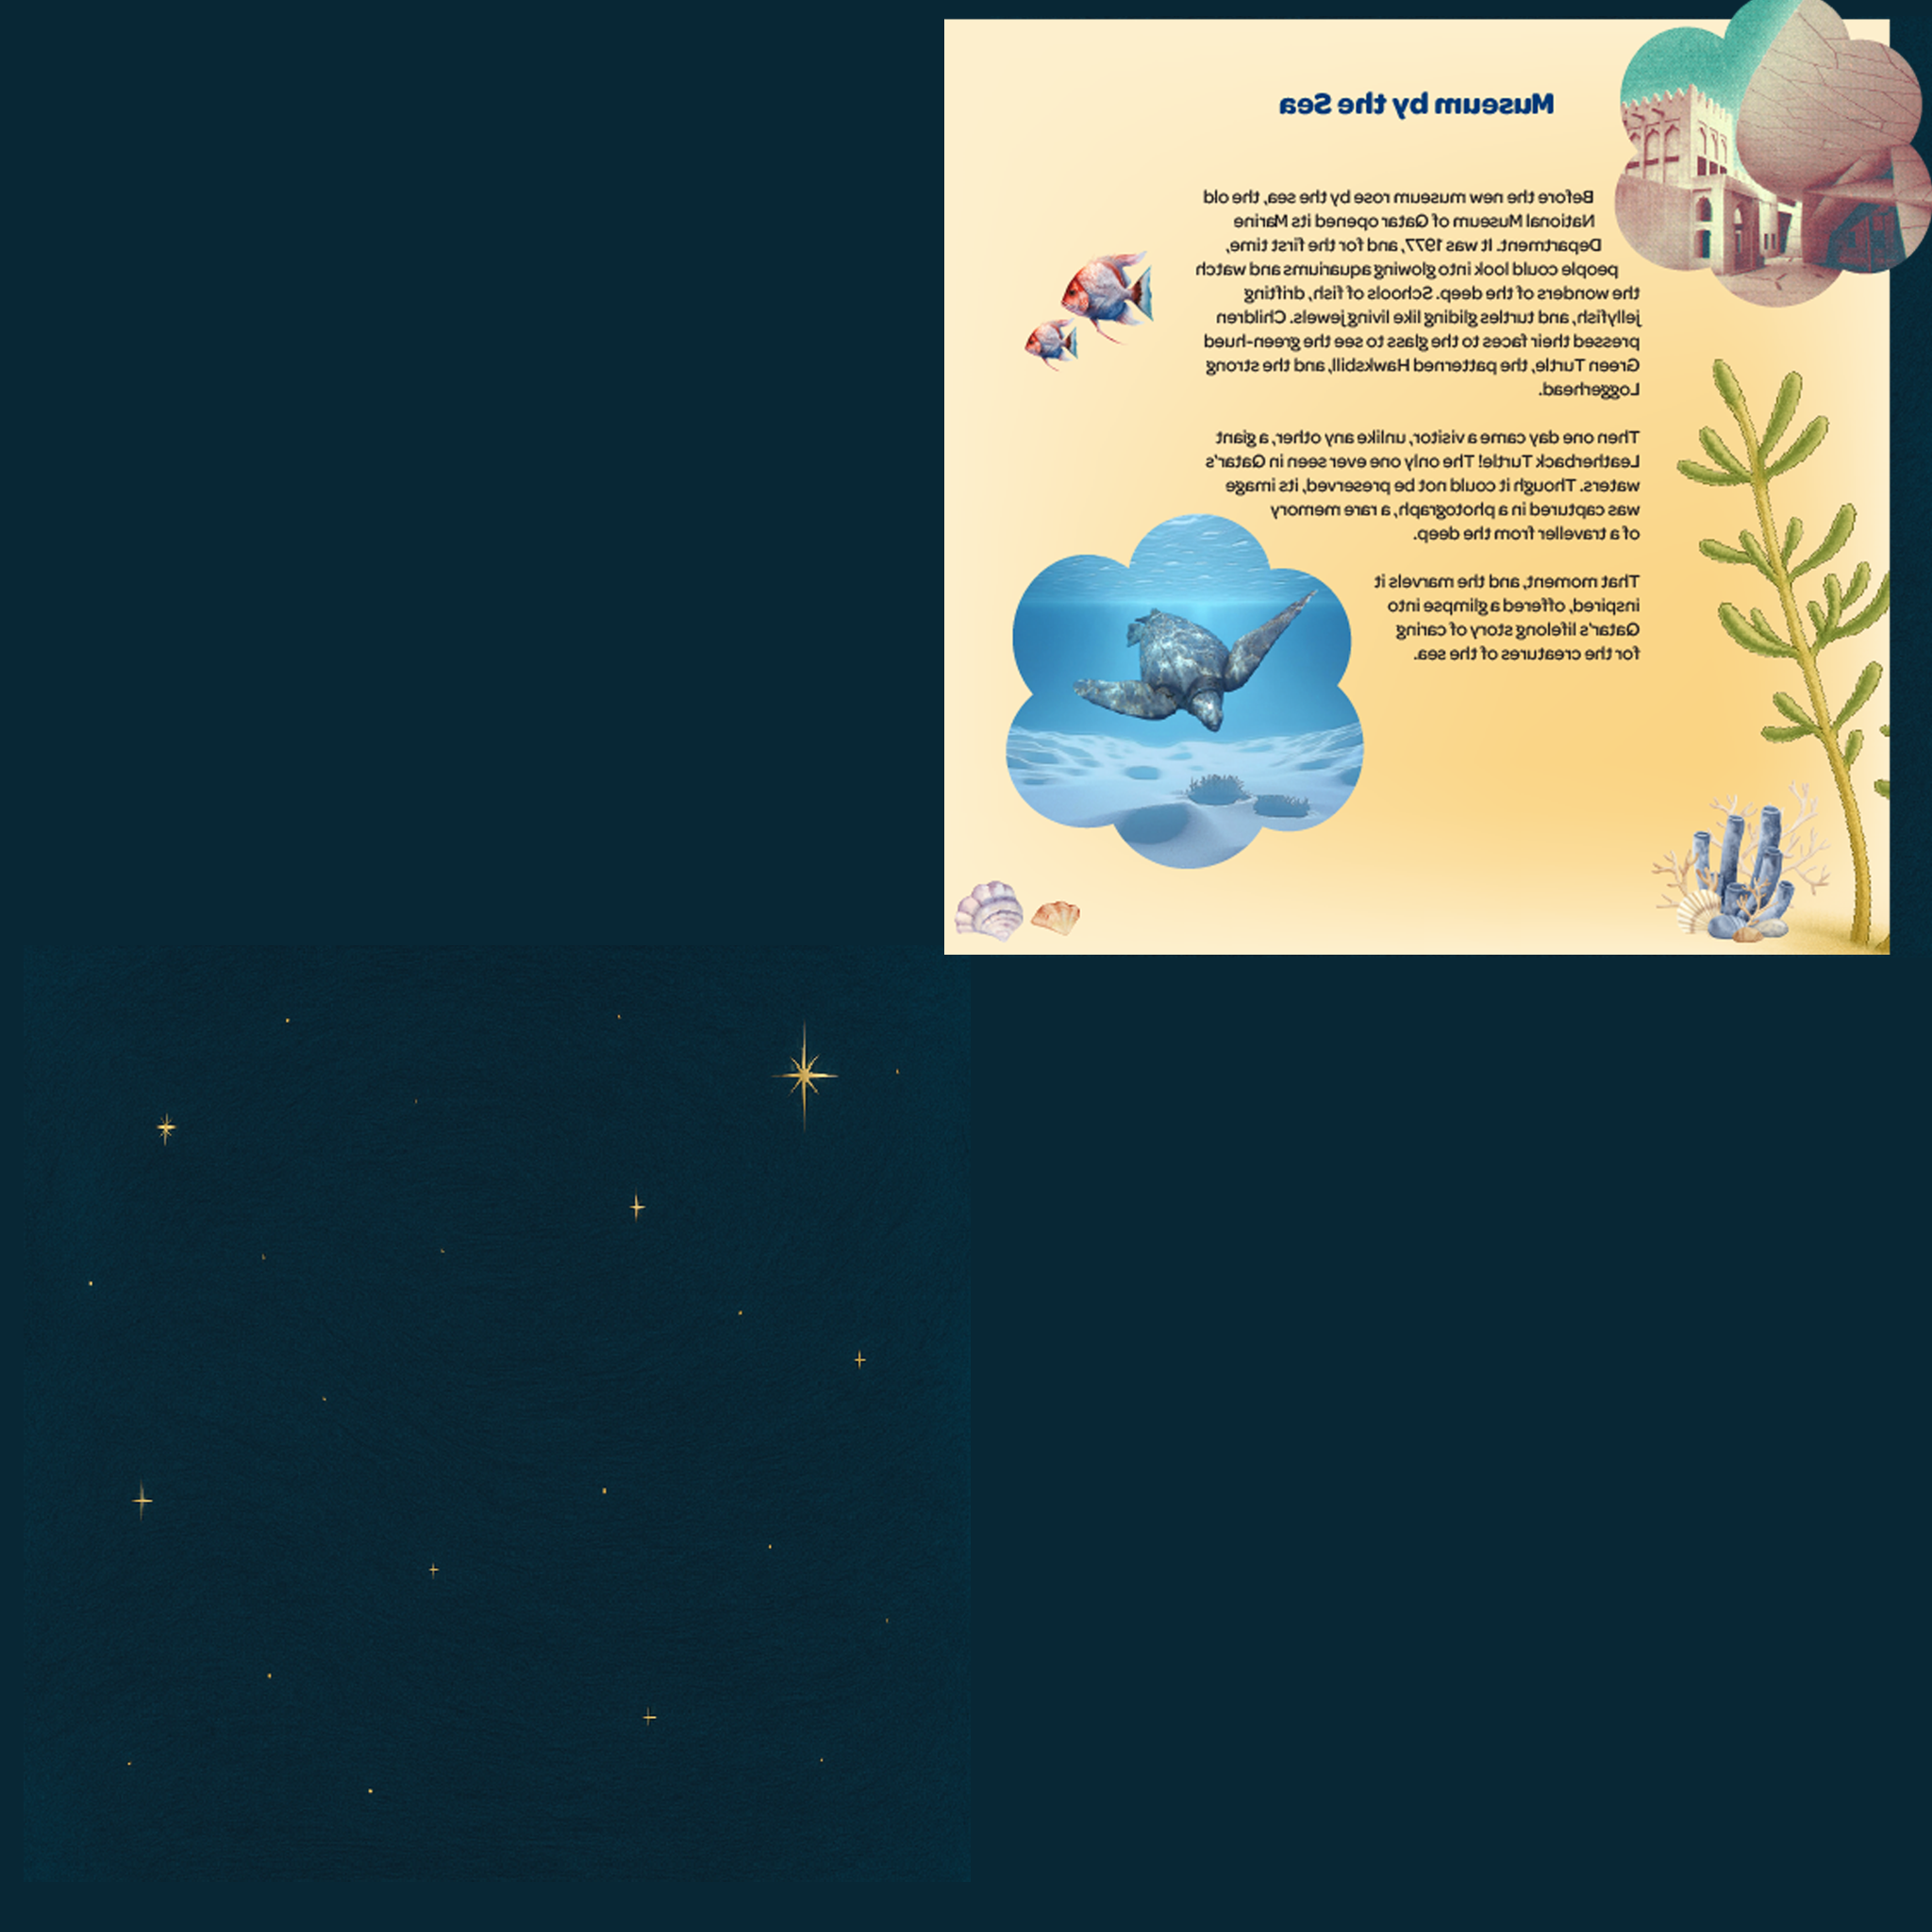 Museum by the Sea
Before the new museum rose by the sea, the old
National Museum of Qatar opened its Marine
Department. It was 1977, and for the first time,
people could look into glowing aquariums and watch
the wonders of the deep. Schools of fish, drifting
jellyfish, and turtles gliding like living jewels. Children
pressed their faces to the glass to see the green-hued
Green Turtle, the patterned Hawksbill, and the strong
Loggerhead.
Then one day came a visitor, unlike any other, a giant
Leatherback Turtle! The only one ever seen in Qatar's
waters. Though it could not be preserved, its image
was captured in a photograph, a rare memory
of a traveller from the deep.
That moment, and the marvels it
inspired, offered a glimpse into
Qatar's lifelong story of caring
for the creatures of the sea.